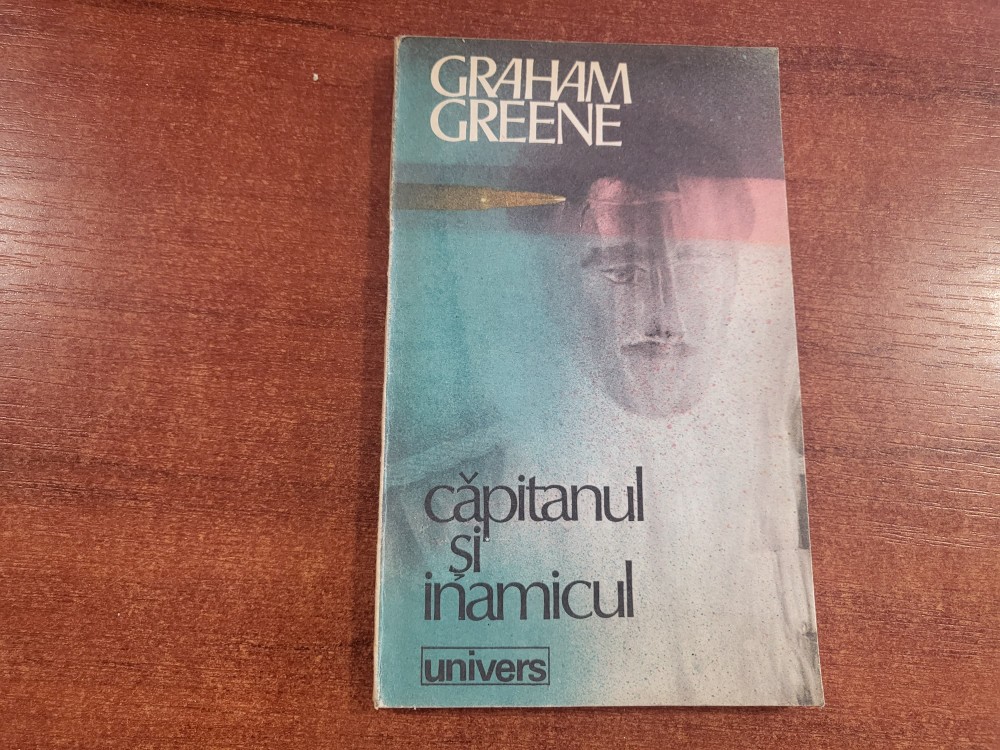 GRAHAM
GREENE
căpitanul
și
inamicul
univers